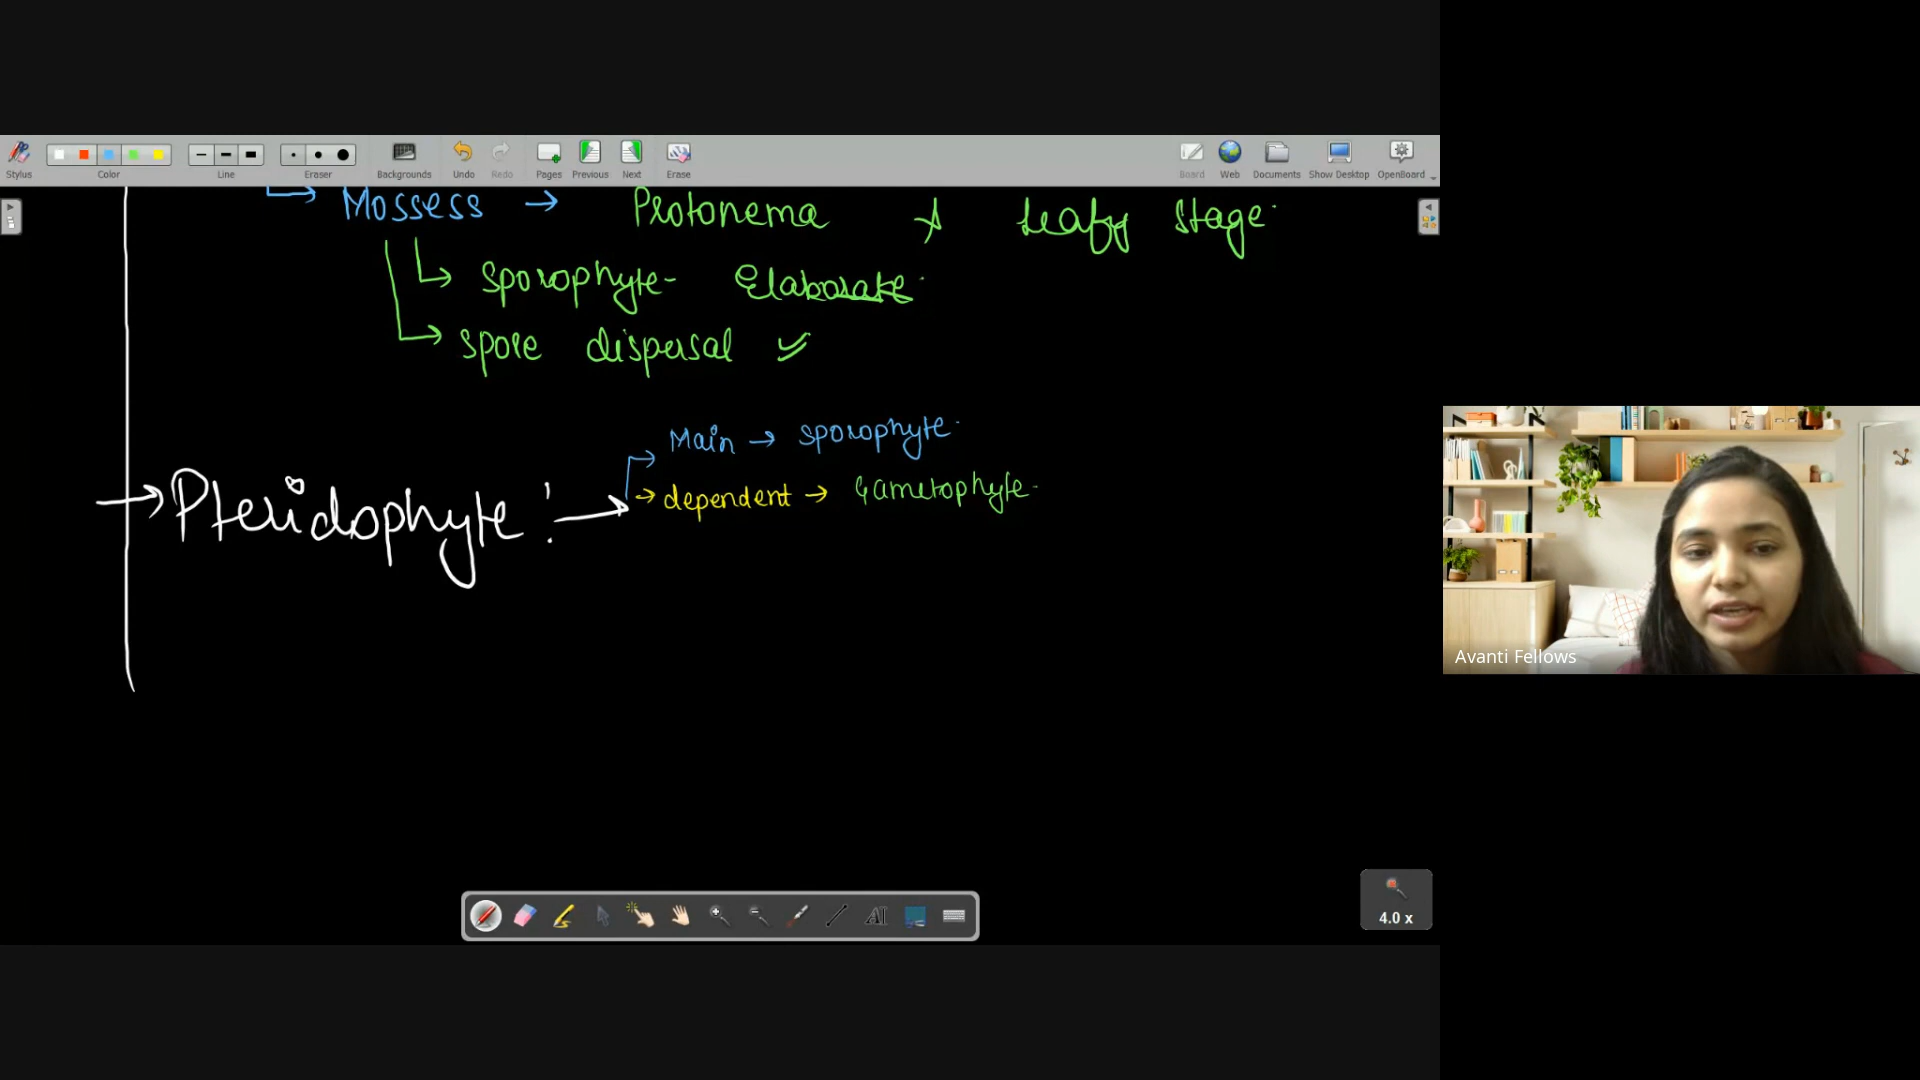 Stylus Color Line Eraser Backgrounds Undo Redo Pages Previous Next Erase Board Web Documents Show Desktop OpenBoard
Mossess → Protonema + Leafy stage.
↳ Sporophyte - Elaborate.
↳ Spore dispersal
Main → sporophyte.
→ Pteridophyte : → → dependent → Gametophyte.
Avanti Fellows
AI
4.0 x